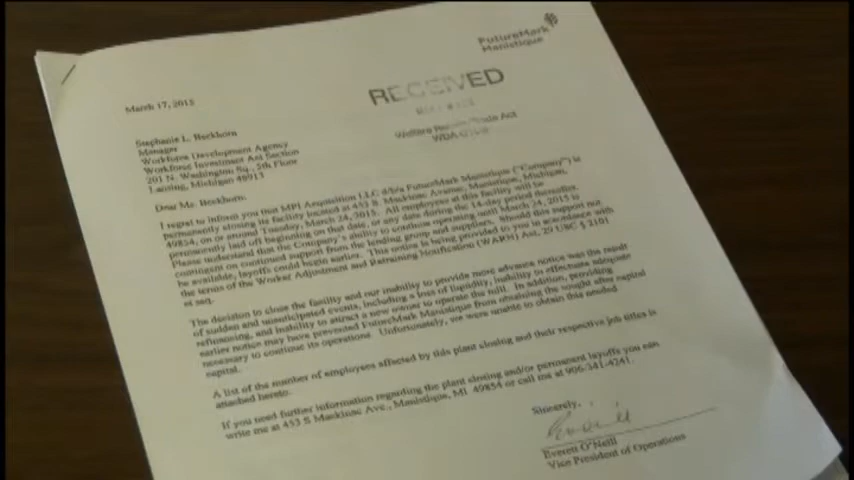 FutureMark
Manistique
RECEIVED
Welfare Trade Act
WDA
March 17, 2015
Stephanie L. Beckhorn
Manager
Workforce Development Agency
Workforce Investment Act Section
201 N. Washington Sq., 5th Floor
Lansing, Michigan 48913
Dear Ms. Beckhorn:
I regret to inform you that MPI Acquisition LLC d/b/a FutureMark Manistique ("Company") is
permanently closing its facility located at 453 S. Mackinac Avenue, Manistique, Michigan,
49854, on or around Tuesday, March 24, 2015. All employees at this facility will be
permanently laid off beginning on that date, or any date during the 14-day period thereafter.
Please understand that the Company's ability to continue operating until March 24, 2015 is
contingent on continued support from the lending group and suppliers. Should this support not
be available, layoffs could begin earlier. This notice is being provided to you in accordance with
the terms of the Worker Adjustment and Retraining Notification (WARN) Act, 29 USC § 2101
et seq.
The decision to close the facility and our inability to provide more advance notice was the result
of sudden and unanticipated events, including a loss of liquidity, inability to effectuate adequate
refinancing, and inability to attract a new owner to operate the mill. In addition, providing
earlier notice may have prevented FutureMark Manistique from obtaining the sought after capital
necessary to continue its operations. Unfortunately, we were unable to obtain this needed
capital.
A list of the number of employees affected by this plant closing and their respective job titles is
attached hereto.
If you need further information regarding the plant closing and/or permanent layoffs you can
write me at 453 S Mackinac Ave., Manistique, MI 49854 or call me at 906-341-4241.
Sincerely,
Everett O'Neill
Vice President of Operations